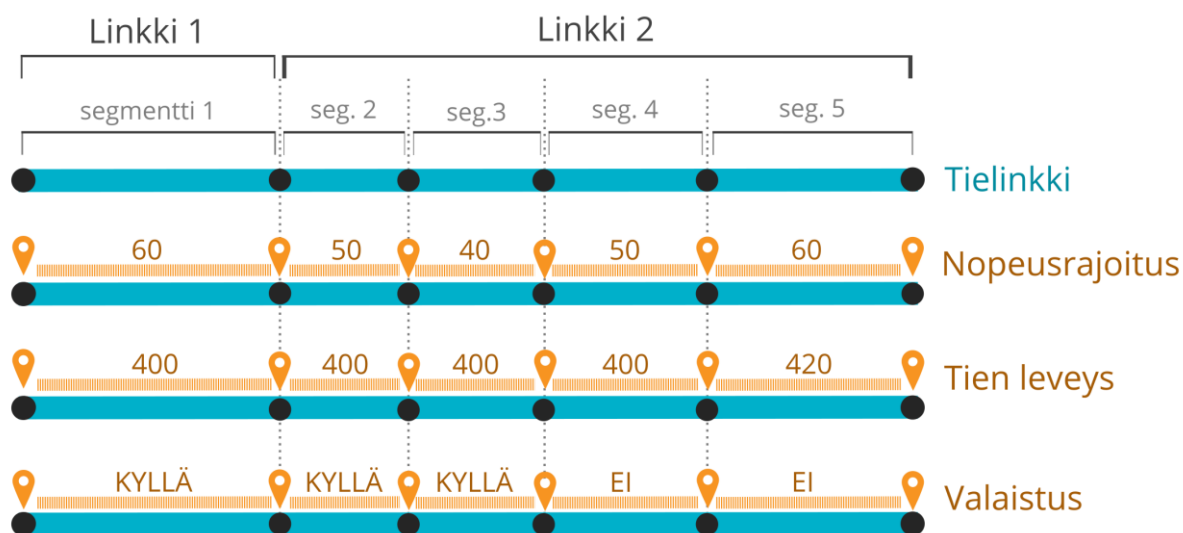 Linkki 1 Linkki 2
segmentti 1 seg. 2 seg.3 seg. 4 seg. 5
Tielinkki
60 50 40 50 60
Nopeusrajoitus
400 400 400 400 420
Tien leveys
KYLLÄ KYLLÄ KYLLÄ EI EI
Valaistus